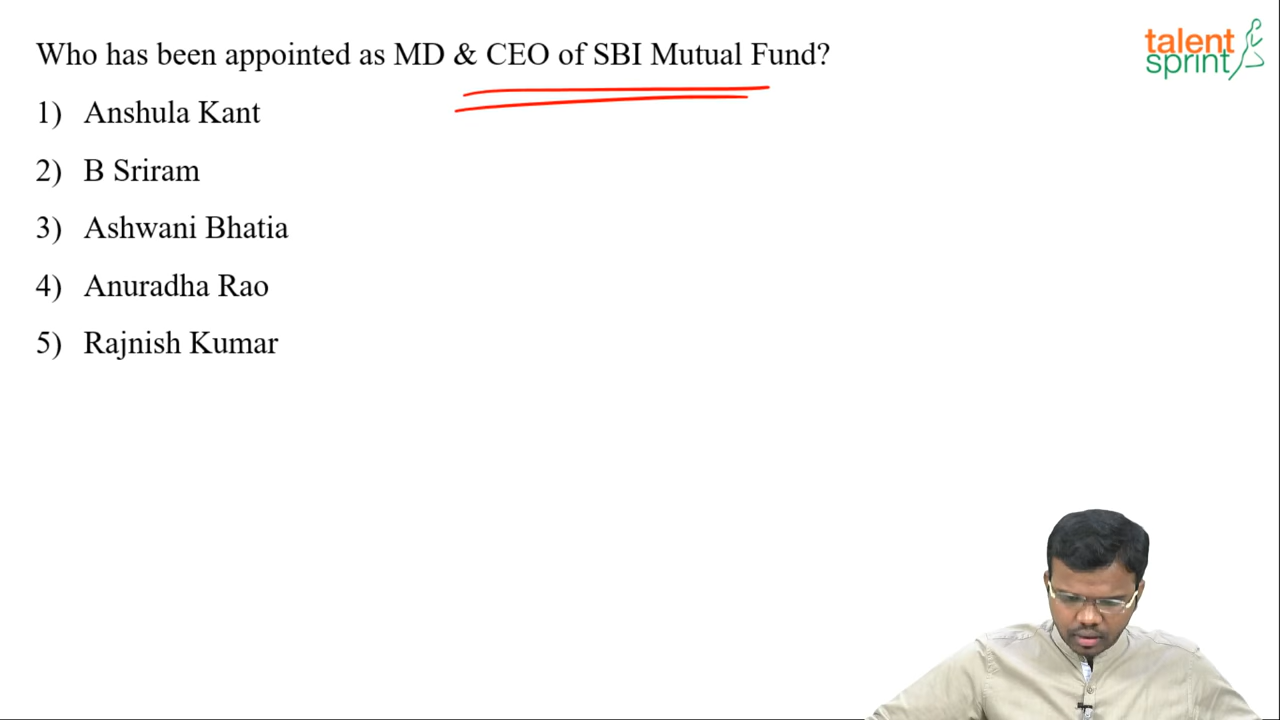 Who has been appointed as MD & CEO of SBI Mutual Fund?
talent
sprint
1) Anshula Kant
2) B Sriram
3) Ashwani Bhatia
4) Anuradha Rao
5) Rajnish Kumar